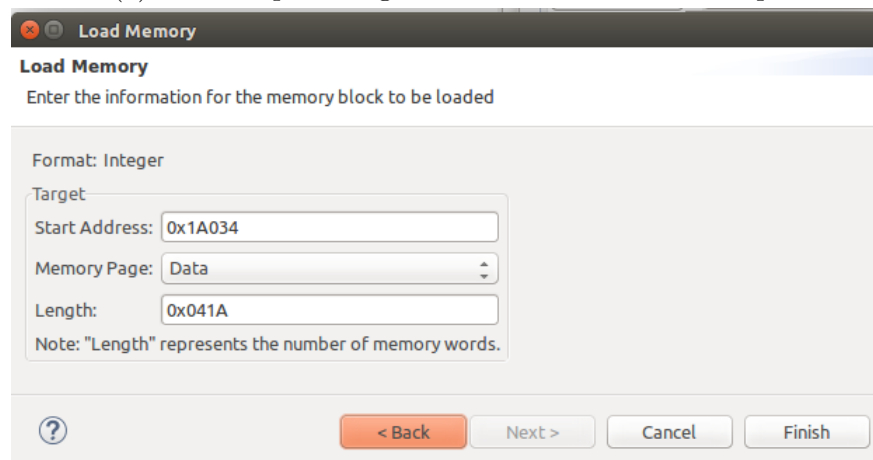 Load Memory
Load Memory
Enter the information for the memory block to be loaded
Format: Integer
Target
Start Address: 0x1A034
Memory Page: Data
Length: 0x041A
Note: "Length" represents the number of memory words.
? < Back Next > Cancel Finish